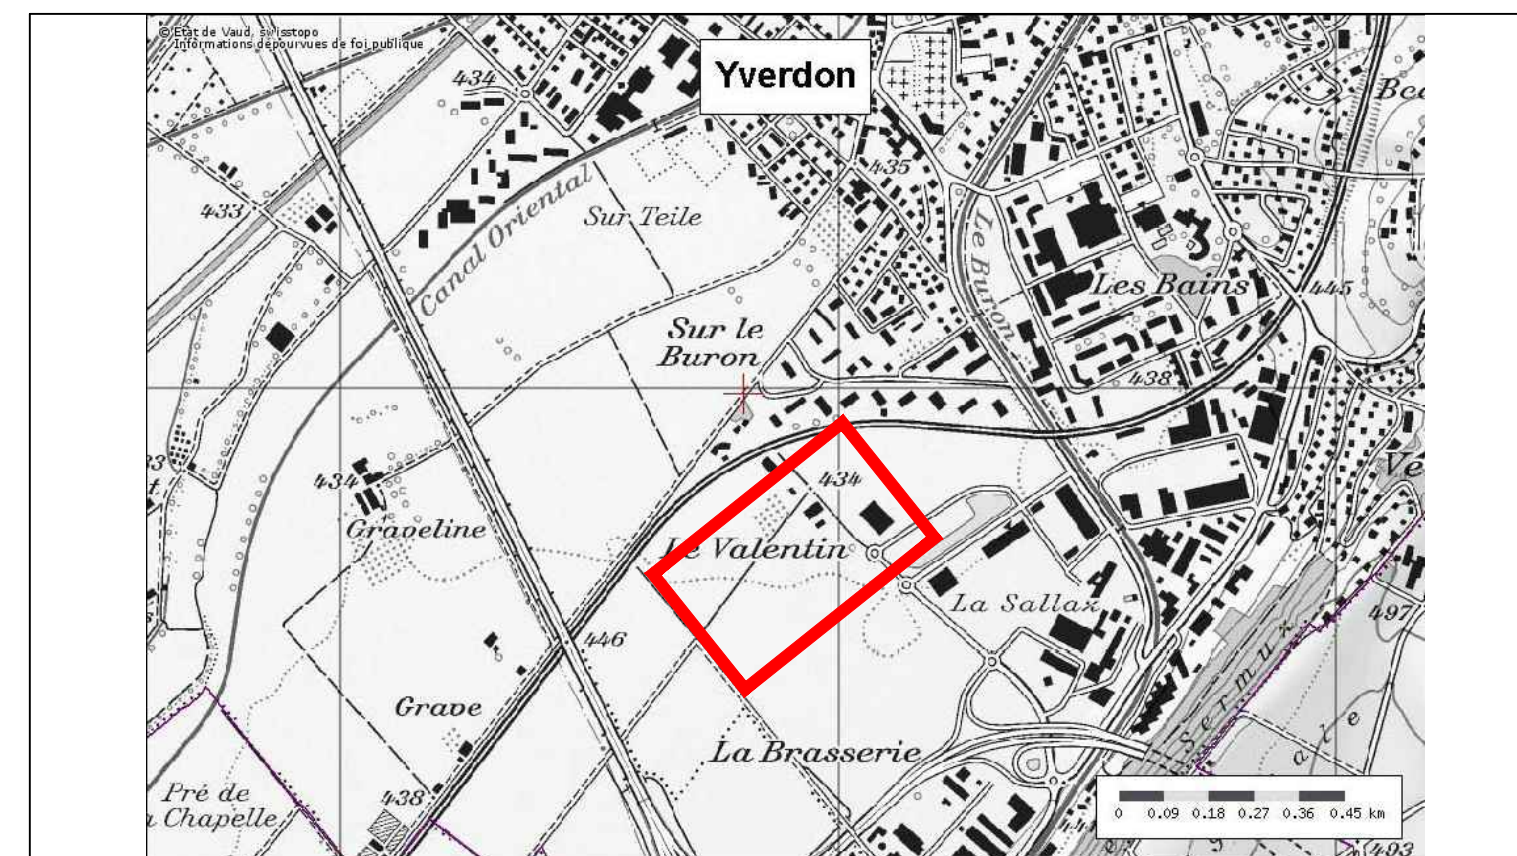 © Etat de Vaud, swisstopo
Informations dépourvues de foi publique
Yverdon
434
435
433
Sur Teile
Canal Oriental
Le Buron
Les Bains
445
Sur le
Buron
438
434
434
Graveline
Le Valentin
La Sallaz
497
446
Sermu
Grave
La Brasserie
Pré de
Chapelle
438
0 0.09 0.18 0.27 0.36 0.45 km
493